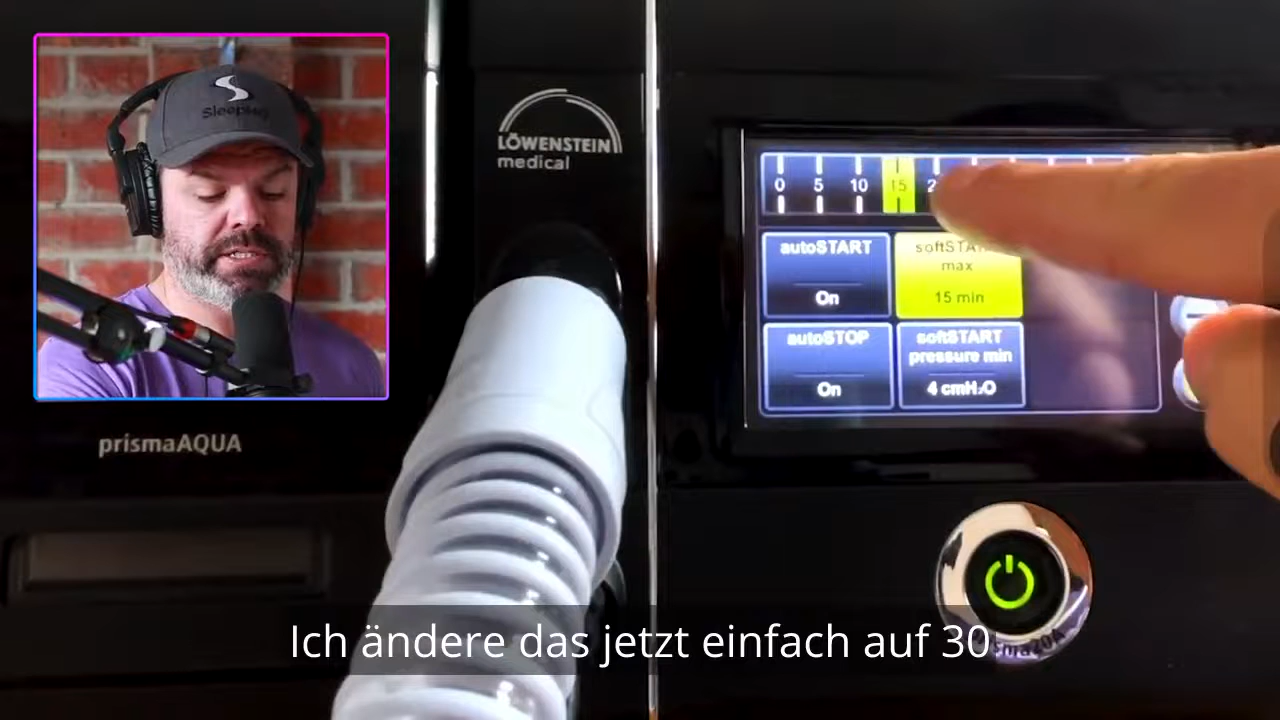 LÖWENSTEIN
medical
0 5 10 15
autoSTART
On
max
15 min
autoSTOP
On
softSTART
pressure min
4 cmH₂O
prismaAQUA
Ich ändere das jetzt einfach auf 30